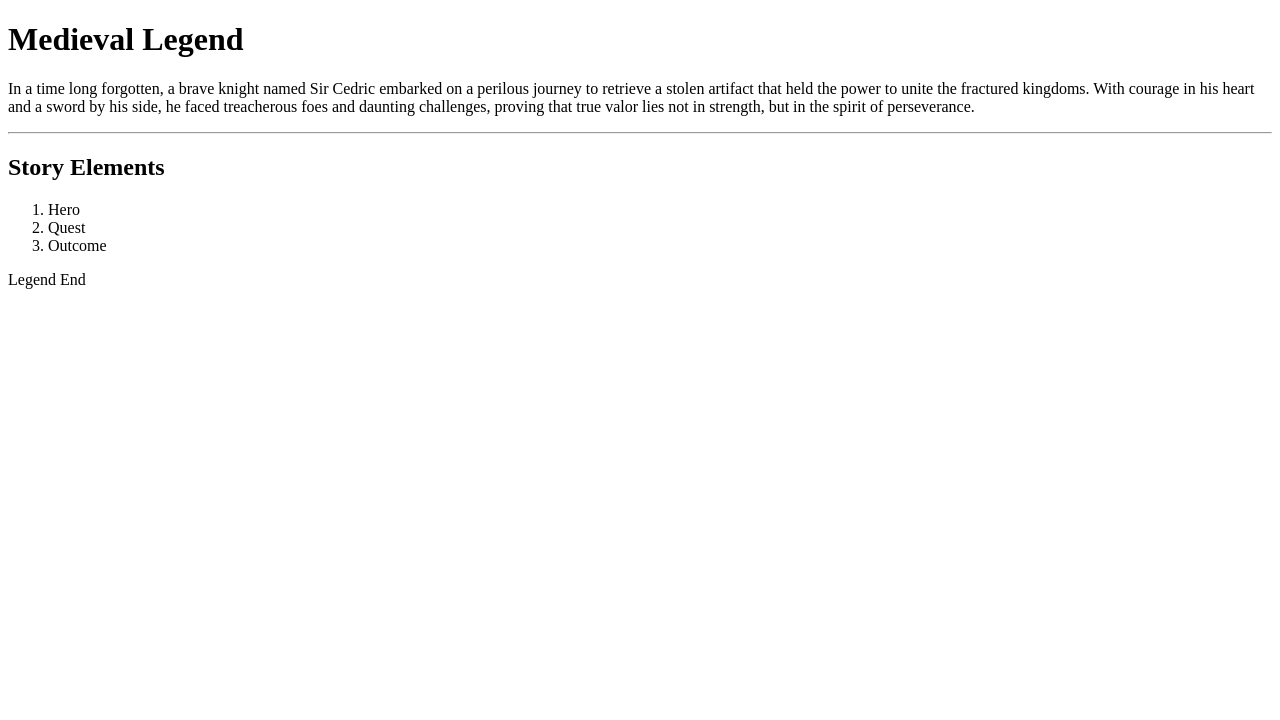 Medieval Legend
In a time long forgotten, a brave knight named Sir Cedric embarked on a perilous journey to retrieve a stolen artifact that held the power to unite the fractured kingdoms. With courage in his heart
and a sword by his side, he faced treacherous foes and daunting challenges, proving that true valor lies not in strength, but in the spirit of perseverance.
Story Elements
1. Hero
2. Quest
3. Outcome
Legend End